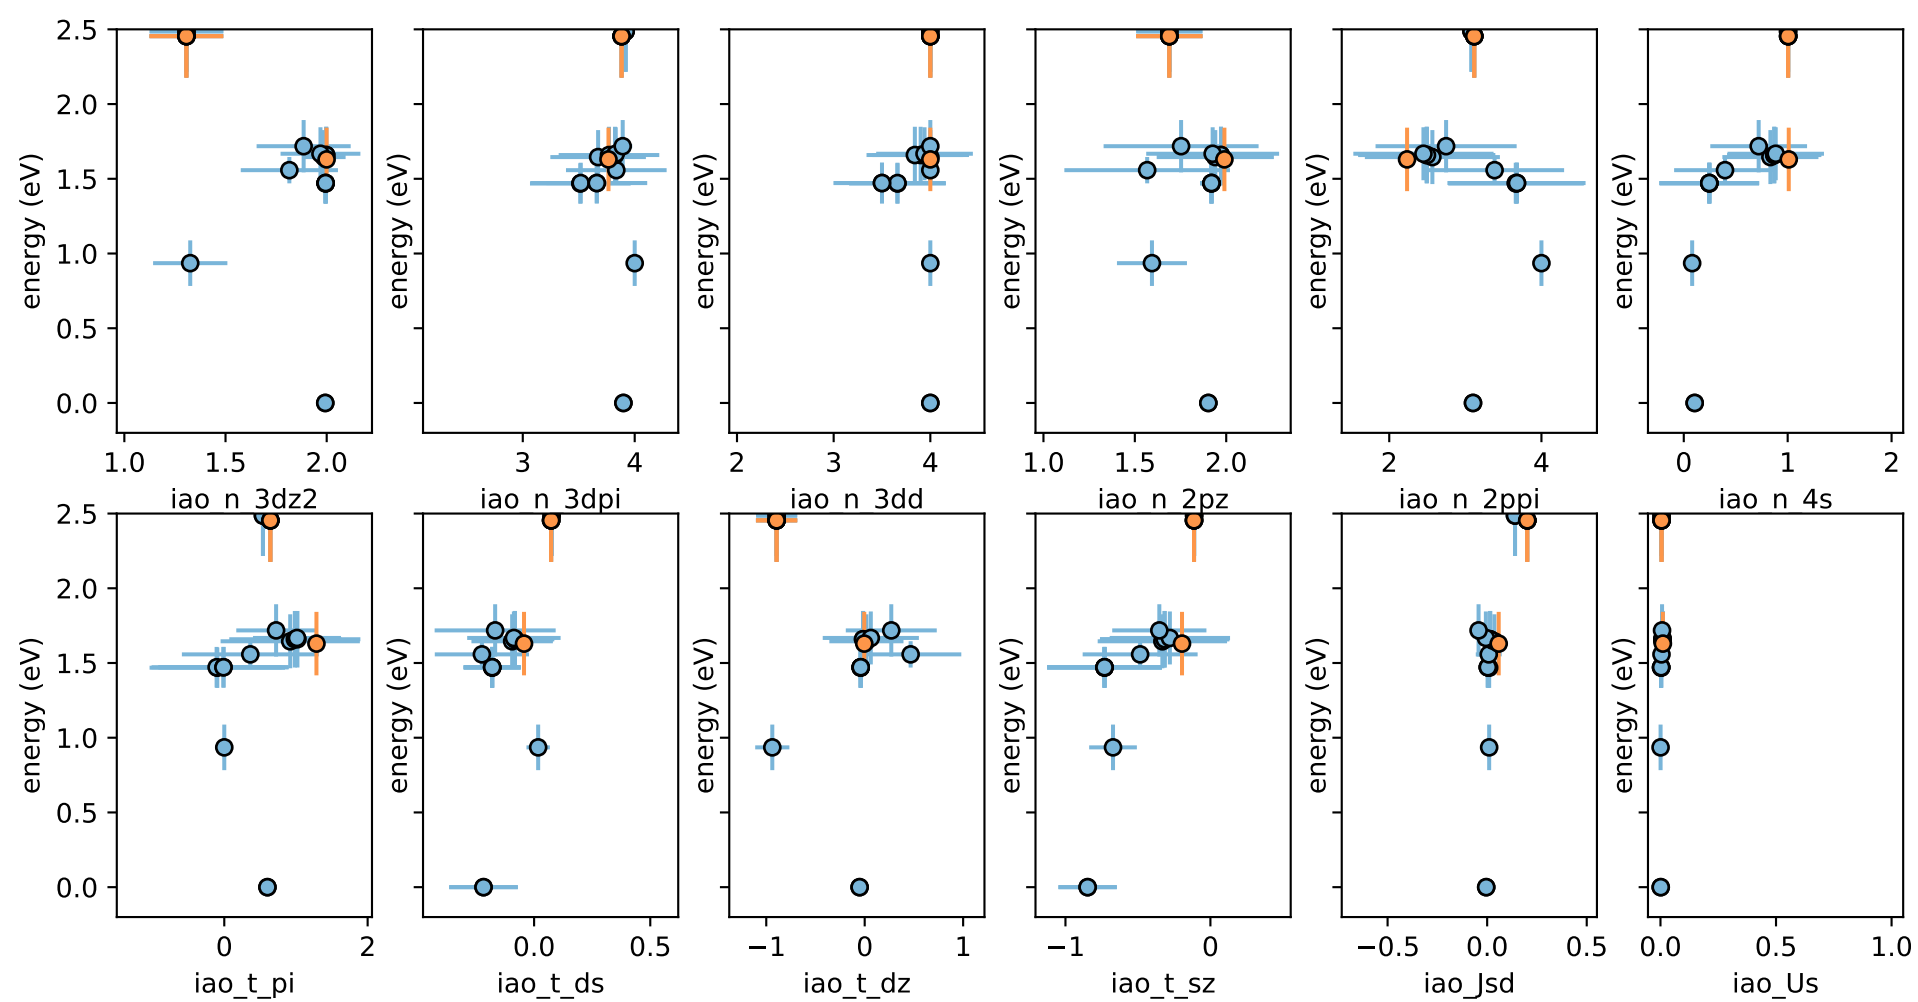 2.5
2.0
1.5
1.0
0.5
0.0
energy (eV)
energy (eV)
energy (eV)
energy (eV)
energy (eV)
energy (eV)
1.0 1.5 2.0
3 4
2 3 4
1.0 1.5 2.0
2 4
0 1 2
iao_n_3dz2
iao_n_3dpi
iao_n_3dd
iao_n_2pz
iao_n_2ppi
iao_n_4s
2.5
2.0
1.5
1.0
0.5
0.0
energy (eV)
energy (eV)
energy (eV)
energy (eV)
energy (eV)
energy (eV)
0 2
0.0 0.5
−1 0 1
−1 0
−0.5 0.0 0.5
0.0 0.5 1.0
iao_t_pi
iao_t_ds
iao_t_dz
iao_t_sz
iao_Jsd
iao_Us